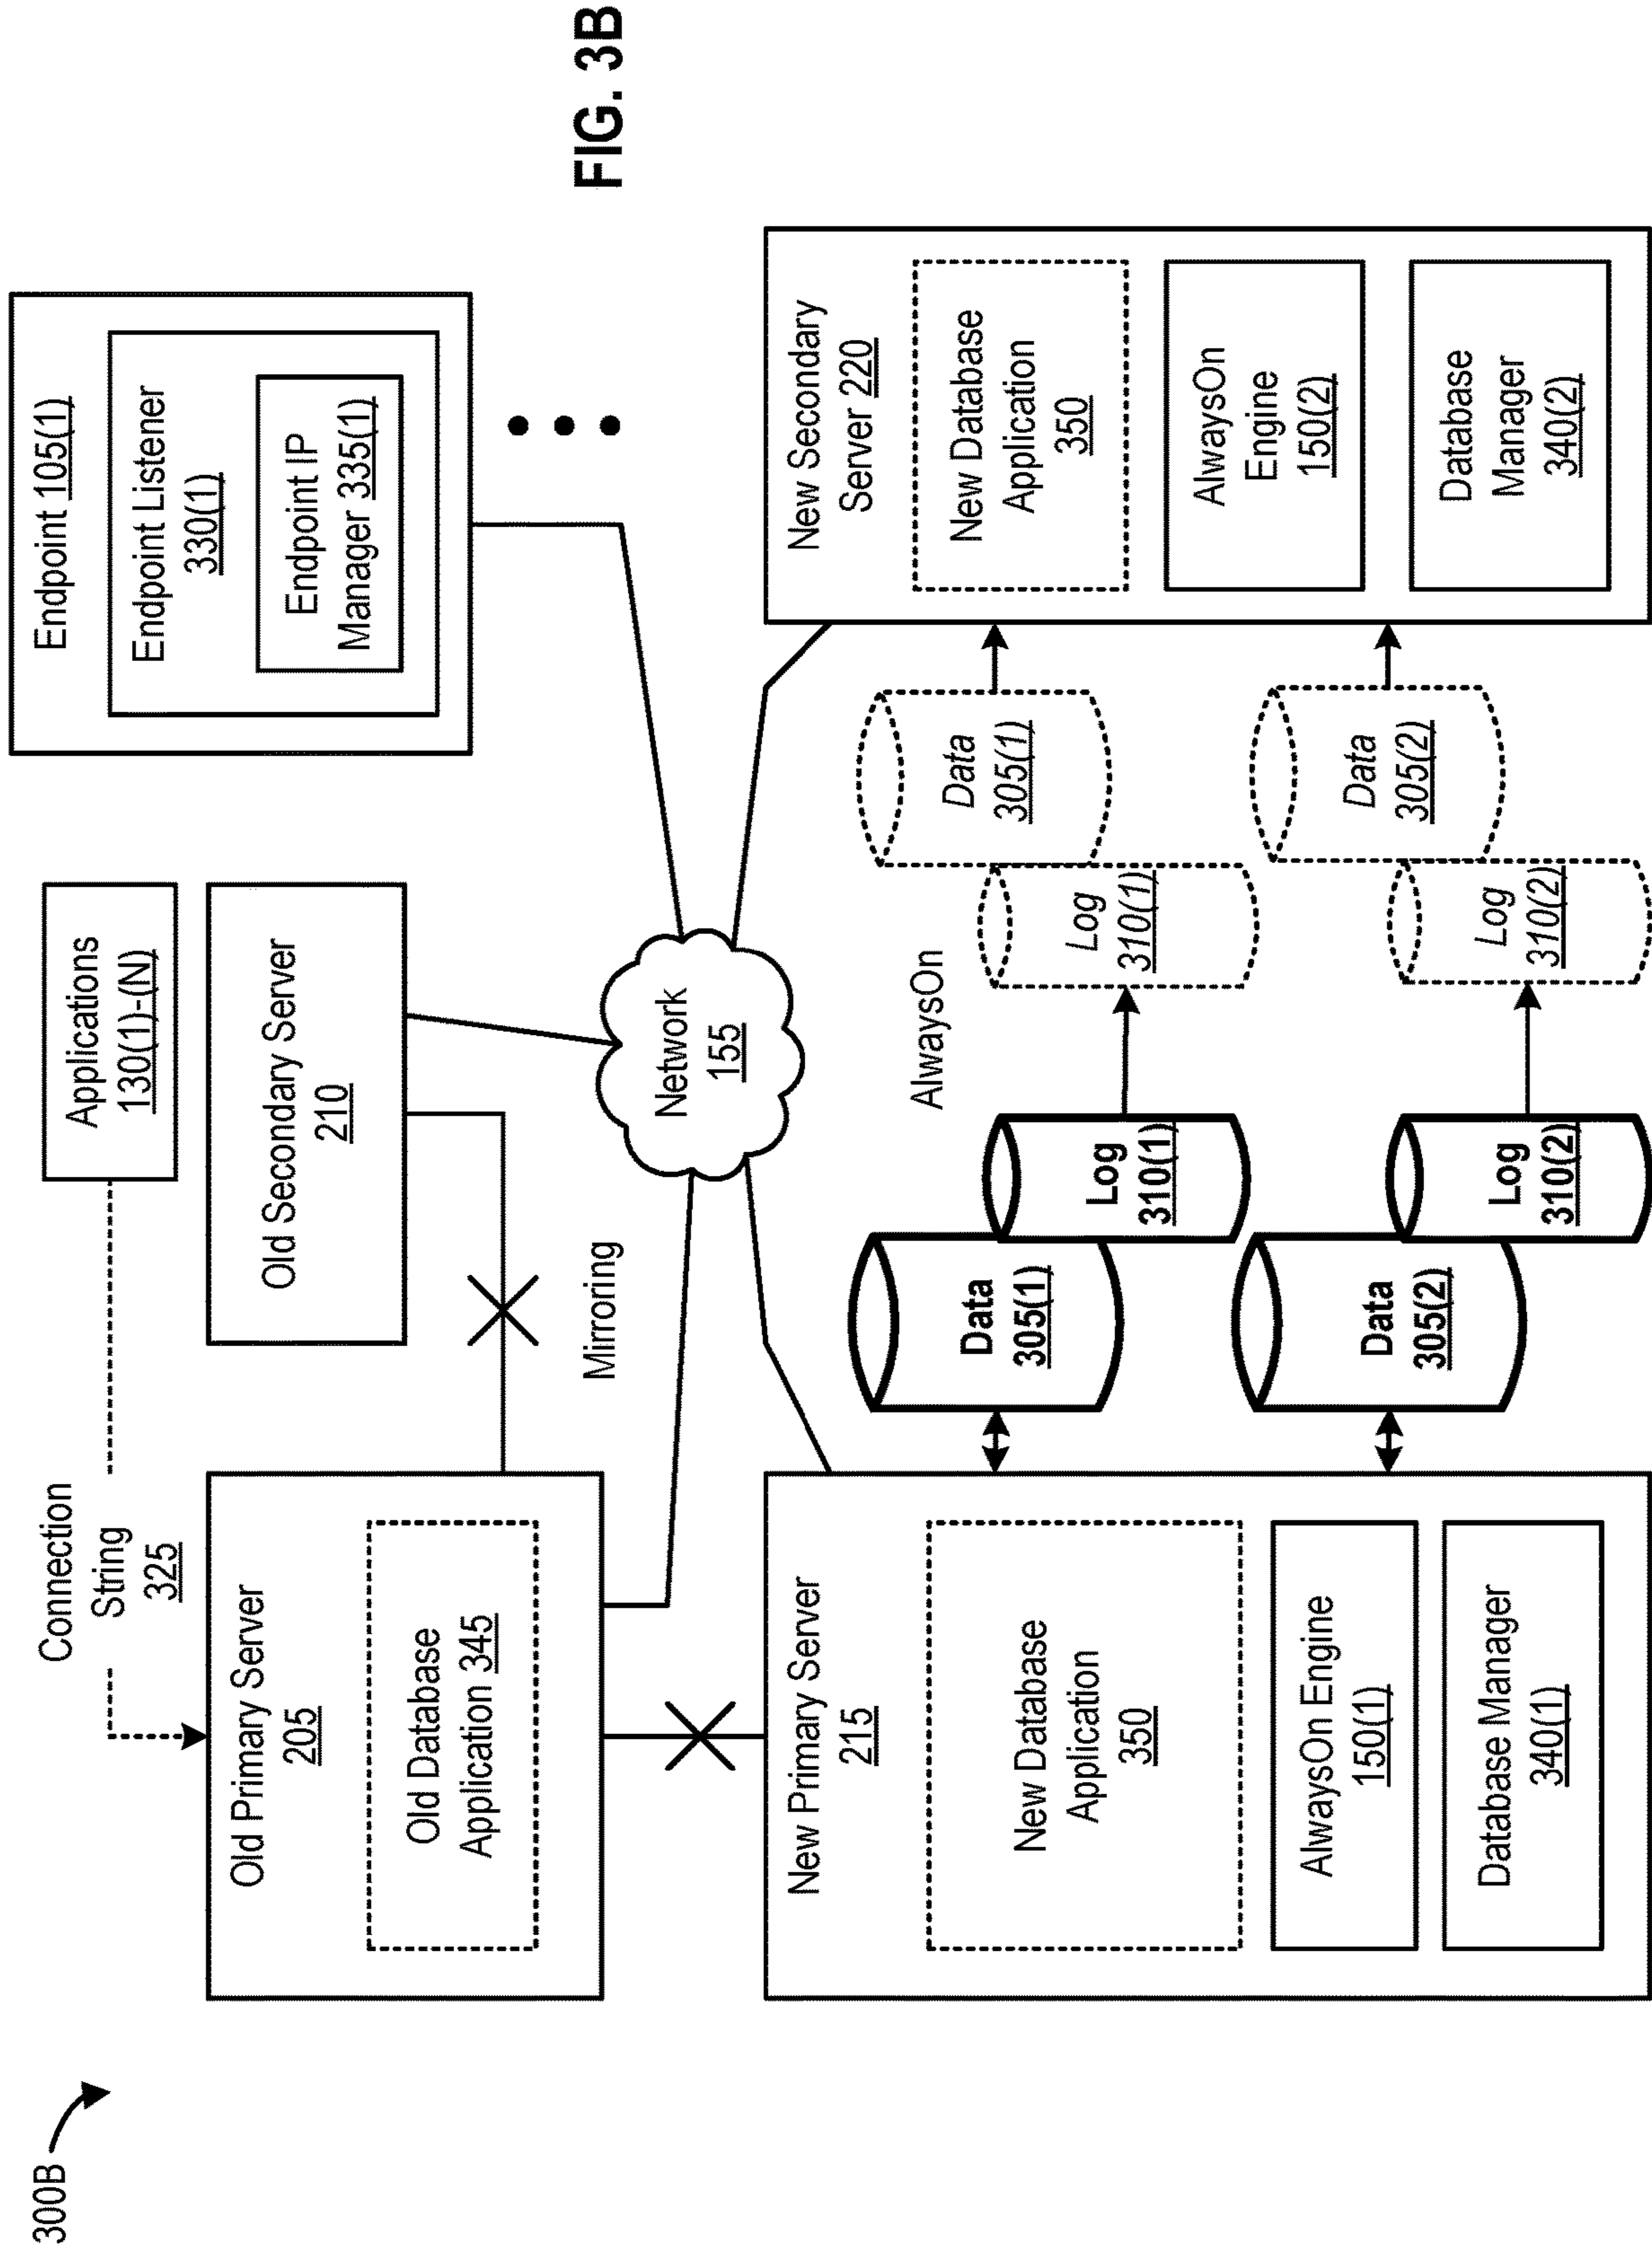 300B
Connection
String
325
Applications
130(1)-(N)
Endpoint 105(1)
Endpoint Listener
330(1)
Endpoint IP
Manager 335(1)
Old Primary Server
205
Old Database
Application 345
Old Secondary Server
210
Mirroring
Network
155
New Primary Server
215
New Database
Application
350
AlwaysOn Engine
150(1)
Database Manager
340(1)
Data
305(1)
Log
310(1)
Data
305(2)
Log
310(2)
AlwaysOn
Log
310(1)
Data
305(1)
Log
310(2)
Data
305(2)
New Secondary
Server 220
New Database
Application
350
AlwaysOn
Engine
150(2)
Database
Manager
340(2)
FIG. 3B